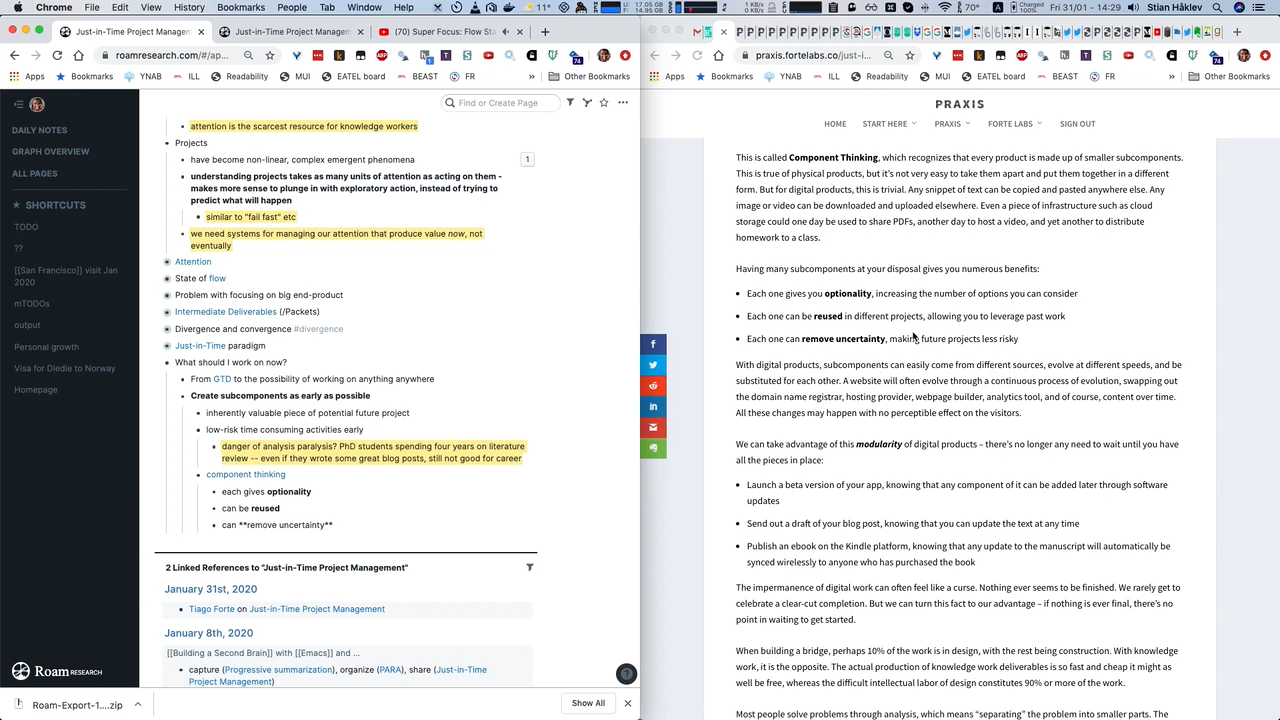 Chrome File Edit View History Bookmarks People Tab Window Help 11° U: 17.05 GB F: 14.95 GB 1 KB/s 0 KB/s 70° Charged 100% Fri 31/01 - 14:29 Stian Håklev
Just-in-Time Project Managem
Just-in-Time Project Managem
(70) Super Focus: Flow Sta
roamresearch.com/#/ap...
praxis.fortelabs.co/just-i...
Apps Bookmarks YNAB ILL Readability MUI EATEL board BEAST FR » Other Bookmarks
Apps Bookmarks YNAB ILL Readability MUI EATEL board BEAST FR » Other Bookmarks
DAILY NOTES
GRAPH OVERVIEW
ALL PAGES
SHORTCUTS
TODO
??
[[San Francisco]] visit Jan
2020
mTODOs
output
Personal growth
Visa for Diedie to Norway
Homepage
Roam RESEARCH
Find or Create Page
attention is the scarcest resource for knowledge workers
Projects
have become non-linear, complex emergent phenomena
1
understanding projects takes as many units of attention as acting on them -
makes more sense to plunge in with exploratory action, instead of trying to
predict what will happen
similar to "fail fast" etc
we need systems for managing our attention that produce value now, not
eventually
Attention
State of flow
Problem with focusing on big end-product
Intermediate Deliverables (/Packets)
Divergence and convergence #divergence
Just-in-Time paradigm
What should I work on now?
From GTD to the possibility of working on anything anywhere
Create subcomponents as early as possible
inherently valuable piece of potential future project
low-risk time consuming activities early
danger of analysis paralysis? PhD students spending four years on literature
review -- even if they wrote some great blog posts, still not good for career
component thinking
each gives optionality
can be reused
can **remove uncertainty**
2 Linked References to "Just-in-Time Project Management"
January 31st, 2020
Tiago Forte on Just-in-Time Project Management
January 8th, 2020
[[Building a Second Brain]] with [[Emacs]] and ...
capture (Progressive summarization), organize (PARA), share (Just-in-Time
Project Management)
Roam-Export-1....zip
Show All
PRAXIS
HOME START HERE PRAXIS FORTE LABS SIGN OUT
This is called Component Thinking, which recognizes that every product is made up of smaller subcomponents.
This is true of physical products, but it's not very easy to take them apart and put them together in a different
form. But for digital products, this is trivial. Any snippet of text can be copied and pasted anywhere else. Any
image or video can be downloaded and uploaded elsewhere. Even a piece of infrastructure such as cloud
storage could one day be used to share PDFs, another day to host a video, and yet another to distribute
homework to a class.
Having many subcomponents at your disposal gives you numerous benefits:
Each one gives you optionality, increasing the number of options you can consider
Each one can be reused in different projects, allowing you to leverage past work
Each one can remove uncertainty, making future projects less risky
With digital products, subcomponents can easily come from different sources, evolve at different speeds, and be
substituted for each other. A website will often evolve through a continuous process of evolution, swapping out
the domain name registrar, hosting provider, webpage builder, analytics tool, and of course, content over time.
All these changes may happen with no perceptible effect on the visitors.
We can take advantage of this modularity of digital products – there's no longer any need to wait until you have
all the pieces in place:
Launch a beta version of your app, knowing that any component of it can be added later through software
updates
Send out a draft of your blog post, knowing that you can update the text at any time
Publish an ebook on the Kindle platform, knowing that any update to the manuscript will automatically be
synced wirelessly to anyone who has purchased the book
The impermanence of digital work can often feel like a curse. Nothing ever seems to be finished. We rarely get to
celebrate a clear-cut completion. But we can turn this fact to our advantage – if nothing is ever final, there's no
point in waiting to get started.
When building a bridge, perhaps 10% of the work is in design, with the rest being construction. With knowledge
work, it is the opposite. The actual production of knowledge work deliverables is so fast and cheap it might as
well be free, whereas the difficult intellectual labor of design constitutes 90% or more of the work.
Most people solve problems through analysis, which means "separating" the problem into smaller parts. The